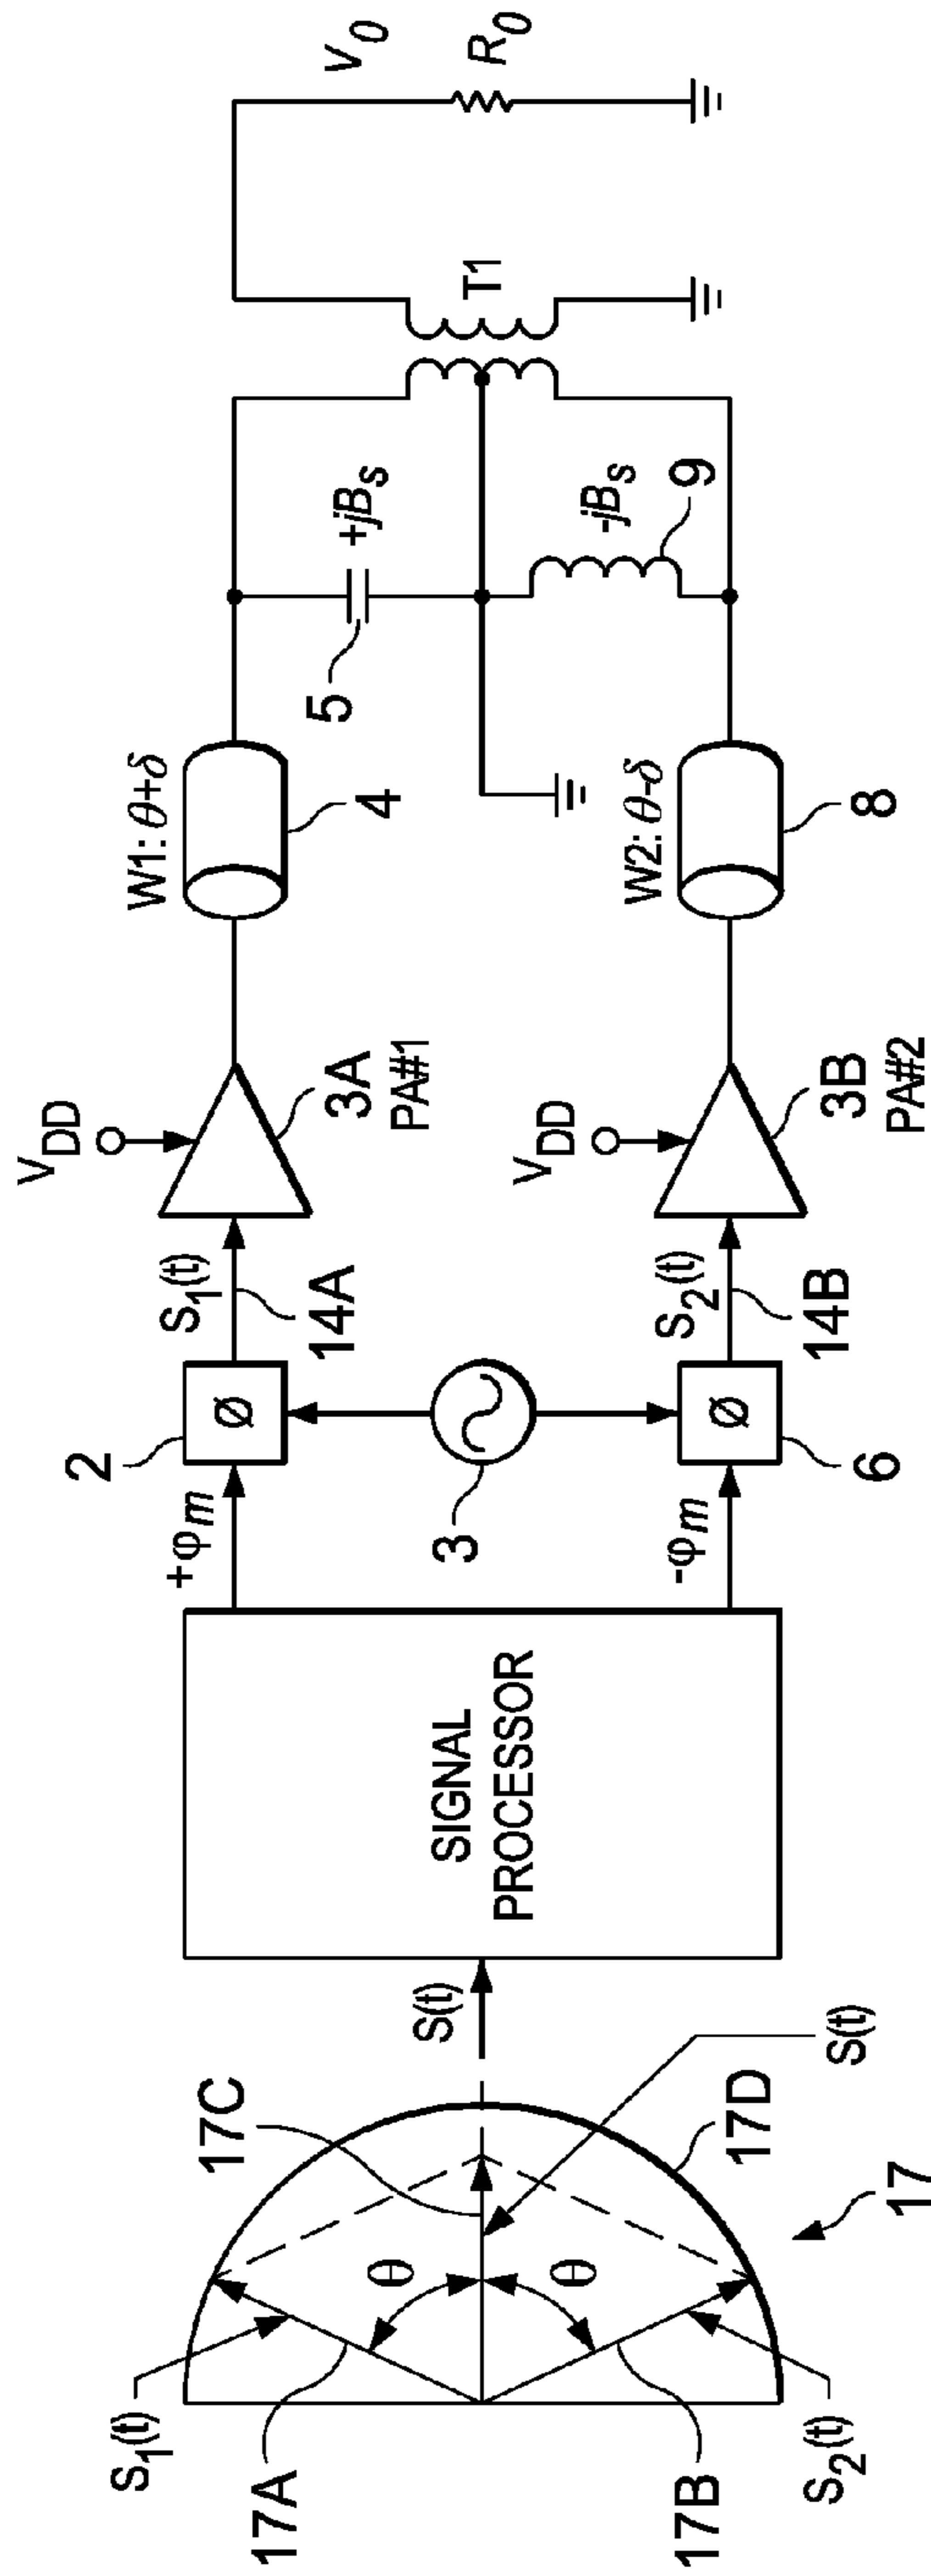 S₁(t)
17A
17B
S₂(t)
θ
θ
17C
S(t)
17D
17
S(t)
SIGNAL
PROCESSOR
+φm
-φm
2
Ø
3
Ø
6
S₁(t)
14A
S₂(t)
14B
VDD
3A
PA#1
VDD
3B
PA#2
W1: θ+δ
4
W2: θ-δ
8
5
+jBs
-jBs
9
T1
V0
R0